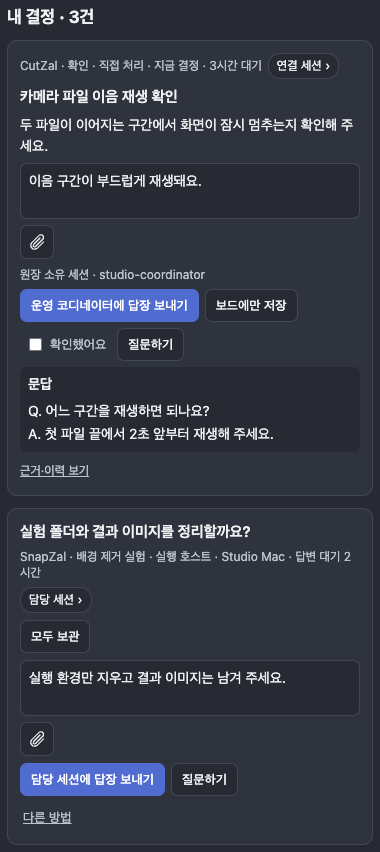 내 결정 · 3건
CutZal · 확인 · 직접 처리 · 지금 결정 · 3시간 대기
연결 세션 ›
카메라 파일 이음 재생 확인
두 파일이 이어지는 구간에서 화면이 잠시 멈추는지 확인해 주
세요.
이음 구간이 부드럽게 재생돼요.
원장 소유 세션 · studio-coordinator
운영 코디네이터에 답장 보내기
보드에만 저장
확인했어요
질문하기
문답
Q. 어느 구간을 재생하면 되나요?
A. 첫 파일 끝에서 2초 앞부터 재생해 주세요.
근거·이력 보기
실험 폴더와 결과 이미지를 정리할까요?
SnapZal · 배경 제거 실험 · 실행 호스트 · Studio Mac · 답변 대기 2
시간
담당 세션 ›
모두 보관
실행 환경만 지우고 결과 이미지는 남겨 주세요.
담당 세션에 답장 보내기
질문하기
다른 방법